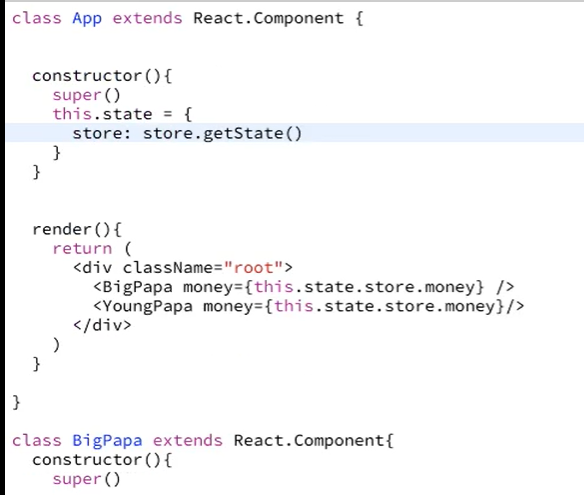 class App extends React.Component {
constructor(){
super()
this.state = {
store: store.getState()
}
}
render(){
return (
<div className="root">
<BigPapa money={this.state.store.money} />
<YoungPapa money={this.state.store.money}/>
</div>
)
}
}
class BigPapa extends React.Component{
constructor(){
super()